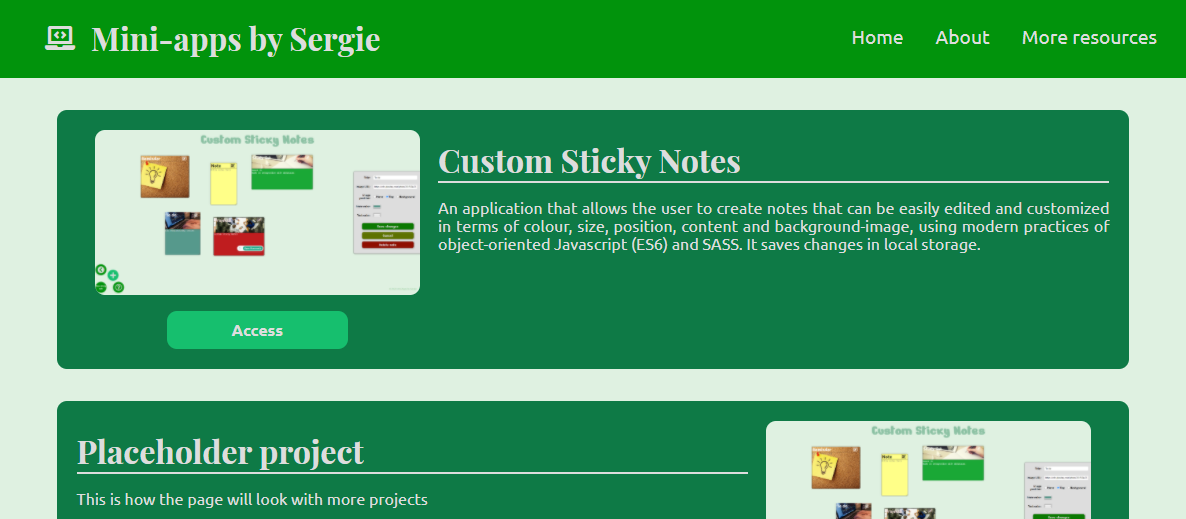 Mini-apps by Sergie
Home About More resources
Custom Sticky Notes
Note
Custom Sticky Notes
An application that allows the user to create notes that can be easily edited and customized
in terms of colour, size, position, content and background-image, using modern practices of
object-oriented Javascript (ES6) and SASS. It saves changes in local storage.
Access
Placeholder project
This is how the page will look with more projects
Custom Sticky Notes
Note